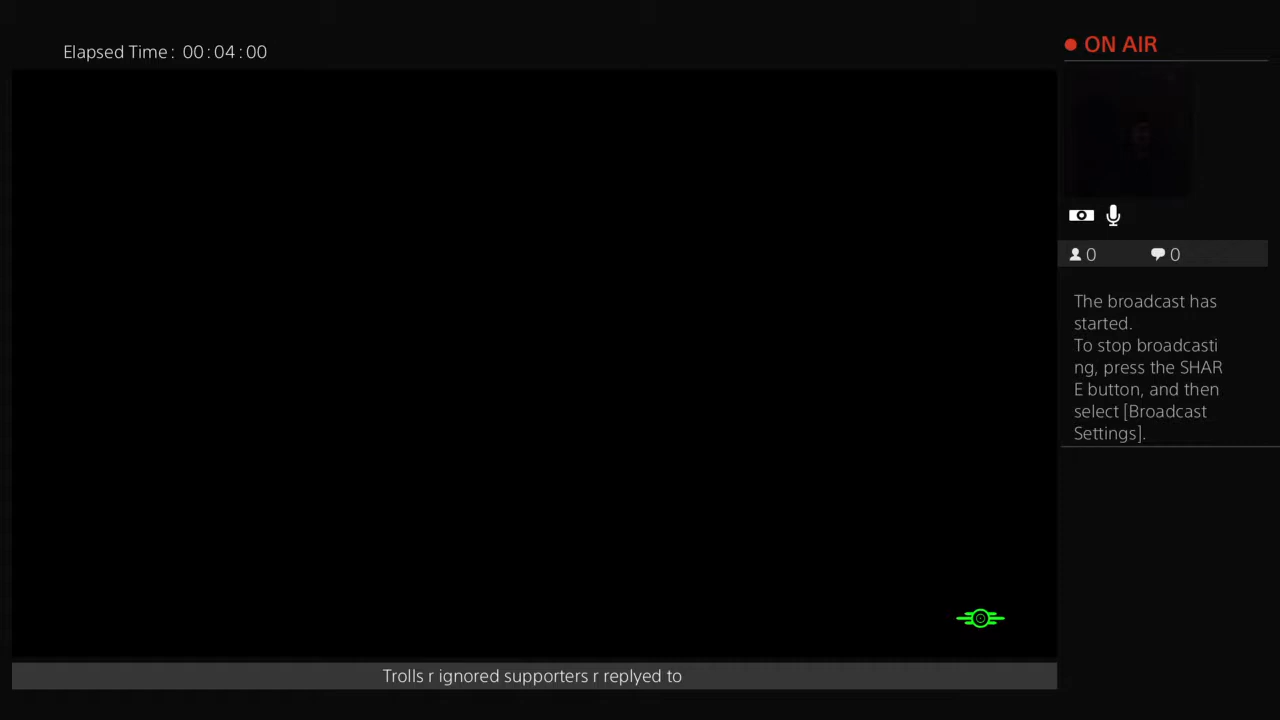 Elapsed Time: 00:04:00
ON AIR
0 0
The broadcast has
started.
To stop broadcasti
ng, press the SHAR
E button, and then
select [Broadcast
Settings].
Trolls r ignored supporters r replyed to